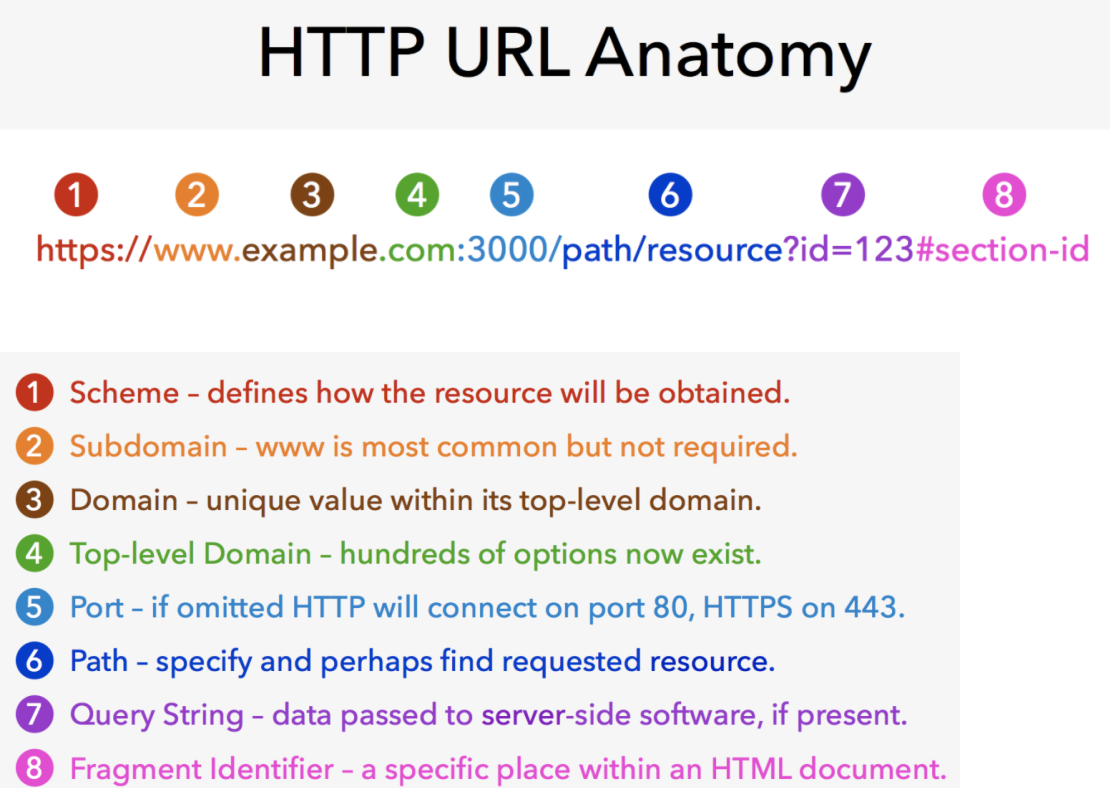 HTTP URL Anatomy
1 2 3 4 5 6 7 8
https://www.example.com:3000/path/resource?id=123#section-id
1 Scheme – defines how the resource will be obtained.
2 Subdomain – www is most common but not required.
3 Domain – unique value within its top-level domain.
4 Top-level Domain – hundreds of options now exist.
5 Port – if omitted HTTP will connect on port 80, HTTPS on 443.
6 Path – specify and perhaps find requested resource.
7 Query String – data passed to server-side software, if present.
8 Fragment Identifier – a specific place within an HTML document.